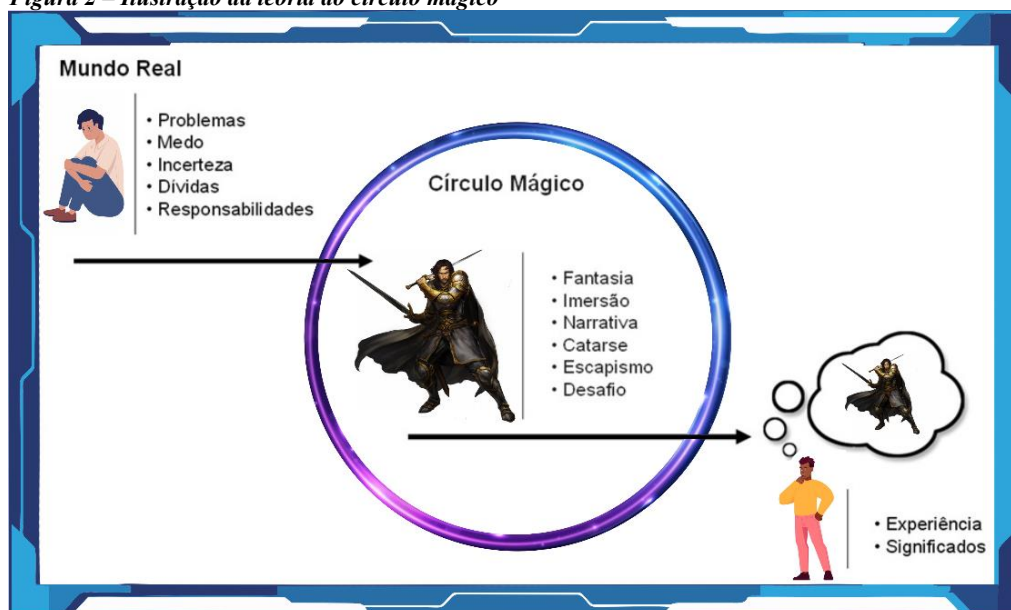 Figura 2 – Ilustração da teoria do círculo mágico
Mundo Real
• Problemas
• Medo
• Incerteza
• Dívidas
• Responsabilidades
Círculo Mágico
• Fantasia
• Imersão
• Narrativa
• Catarse
• Escapismo
• Desafio
• Experiência
• Significados